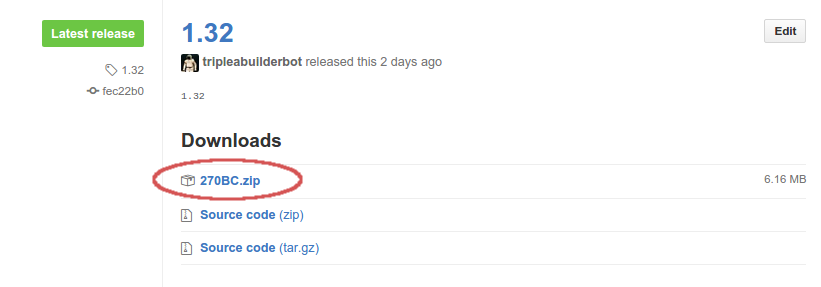 Latest release
1.32
fec22b0
1.32
Edit
tripleabuilderbot released this 2 days ago
1.32
Downloads
270BC.zip 6.16 MB
Source code (zip)
Source code (tar.gz)